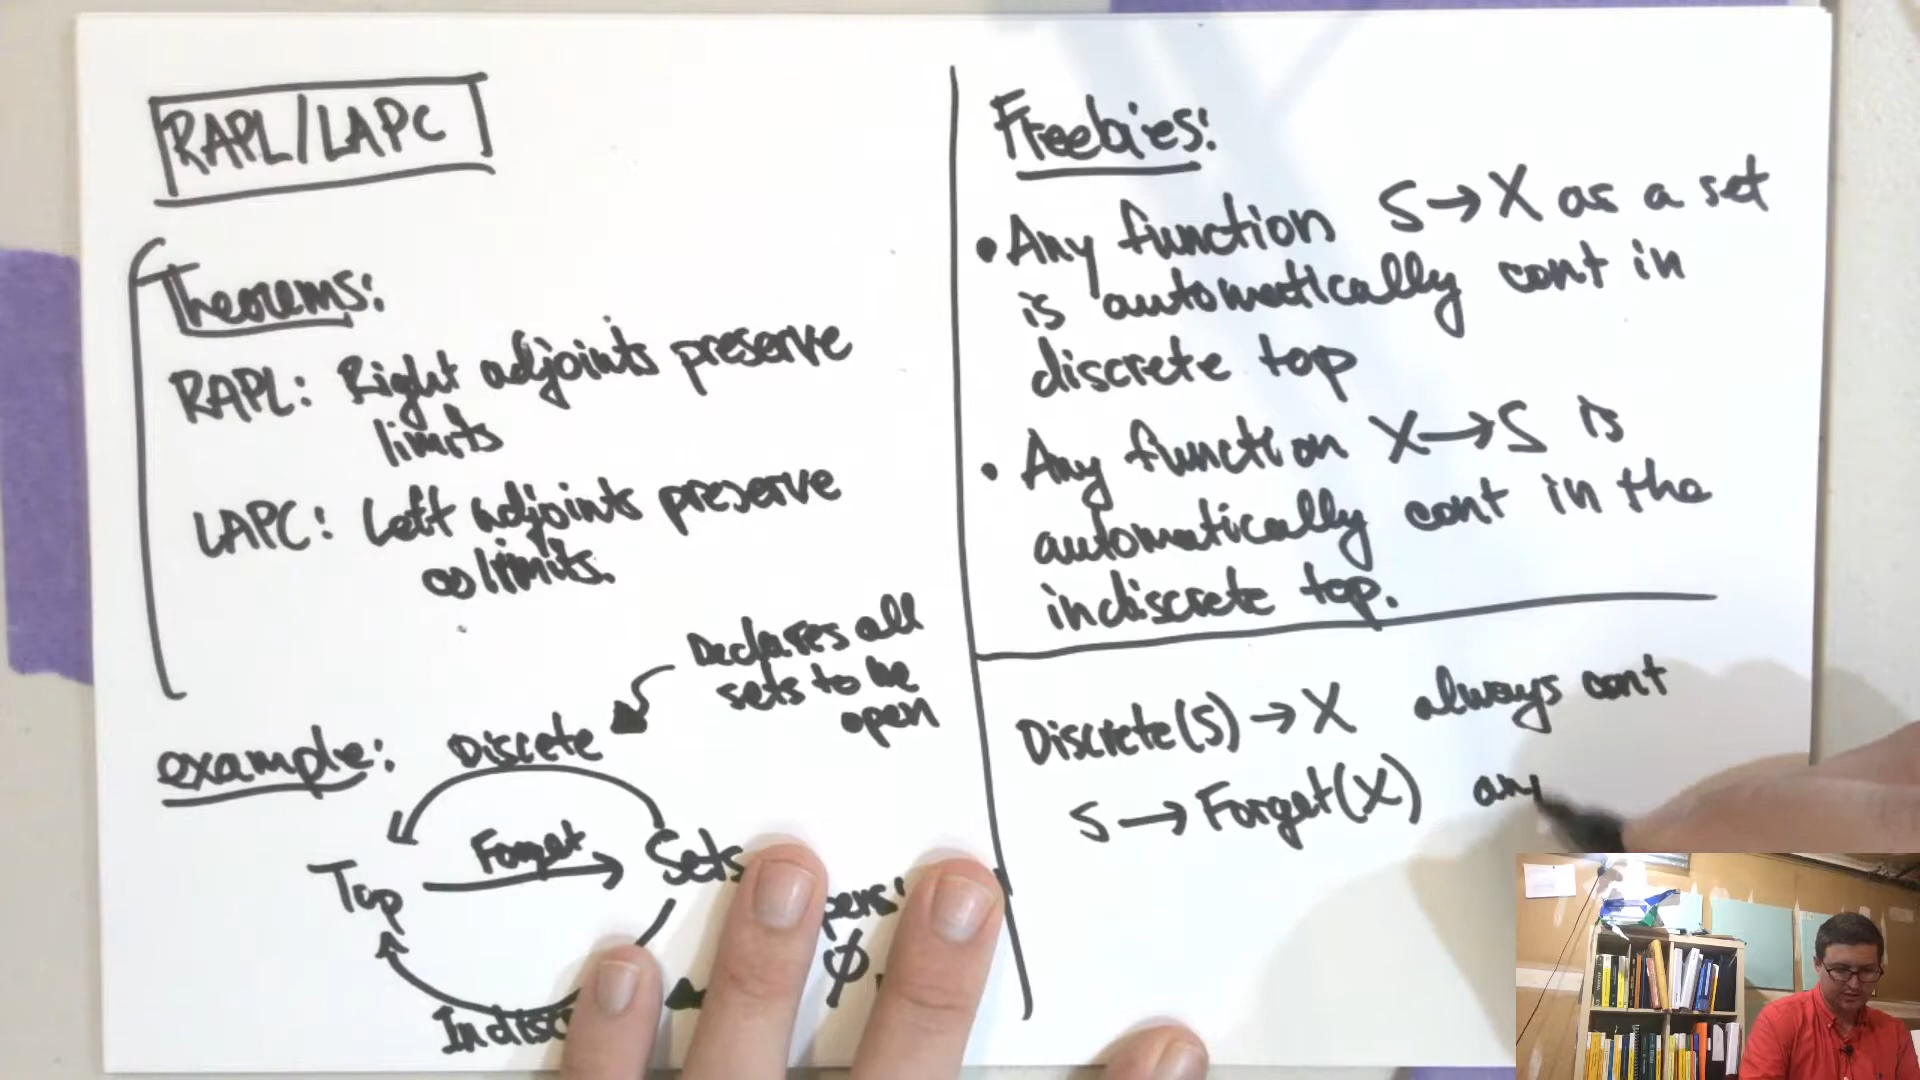 RAPL/LAPC
Theorems:
RAPL: Right adjoints preserve
limits
LAPC: Left adjoints preserve
colimits.
Declares all
sets to be
open
example: Discete
Forget
Top
Sets
Ø
Freebies:
• Any function S→X as a set
is automatically cont in
discrete top
• Any function X→S is
automatically cont in the
indiscrete top.
Discrete(S)→X always cont
S→Forget(X)